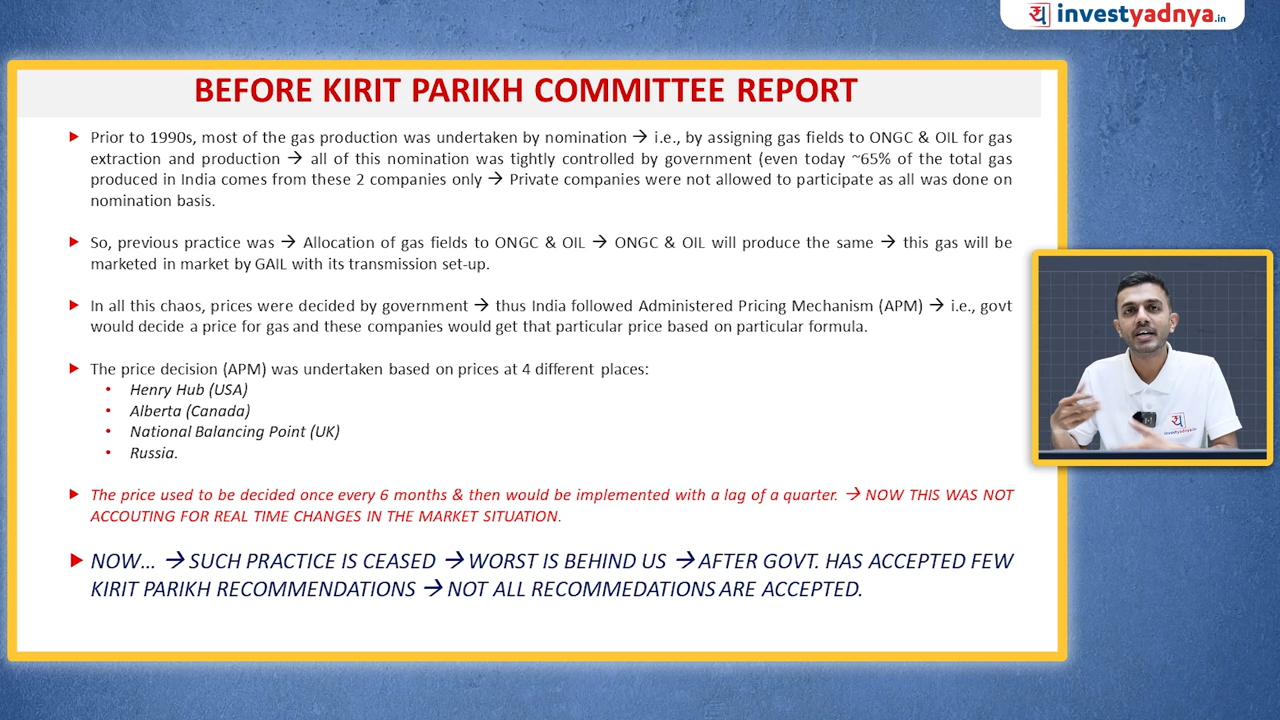 यु investyadnya.in
BEFORE KIRIT PARIKH COMMITTEE REPORT
Prior to 1990s, most of the gas production was undertaken by nomination → i.e., by assigning gas fields to ONGC & OIL for gas
extraction and production → all of this nomination was tightly controlled by government (even today ~65% of the total gas
produced in India comes from these 2 companies only → Private companies were not allowed to participate as all was done on
nomination basis.
So, previous practice was → Allocation of gas fields to ONGC & OIL → ONGC & OIL will produce the same → this gas will be
marketed in market by GAIL with its transmission set-up.
In all this chaos, prices were decided by government → thus India followed Administered Pricing Mechanism (APM) → i.e., govt
would decide a price for gas and these companies would get that particular price based on particular formula.
The price decision (APM) was undertaken based on prices at 4 different places:
• Henry Hub (USA)
• Alberta (Canada)
• National Balancing Point (UK)
• Russia.
The price used to be decided once every 6 months & then would be implemented with a lag of a quarter. → NOW THIS WAS NOT
ACCOUTING FOR REAL TIME CHANGES IN THE MARKET SITUATION.
NOW... → SUCH PRACTICE IS CEASED → WORST IS BEHIND US → AFTER GOVT. HAS ACCEPTED FEW
KIRIT PARIKH RECOMMENDATIONS → NOT ALL RECOMMEDATIONS ARE ACCEPTED.
investyadnya.in